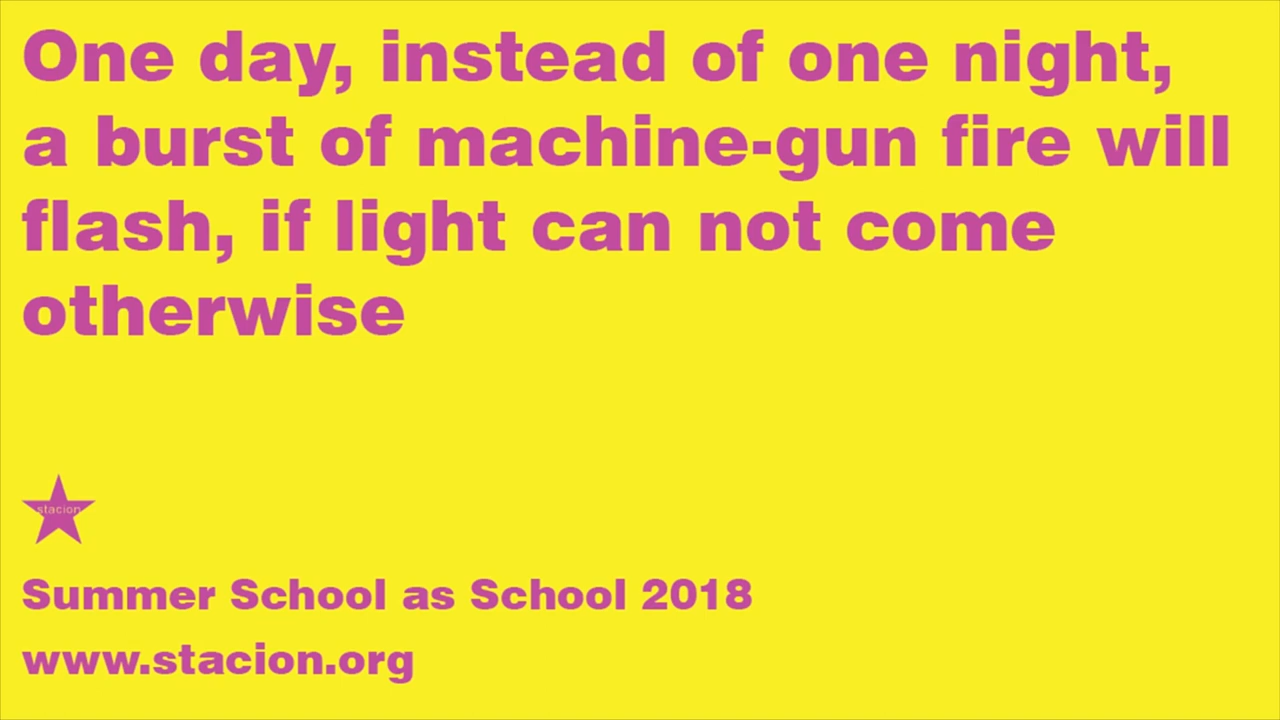 One day, instead of one night,
a burst of machine-gun fire will
flash, if light can not come
otherwise
stacion
Summer School as School 2018
www.stacion.org